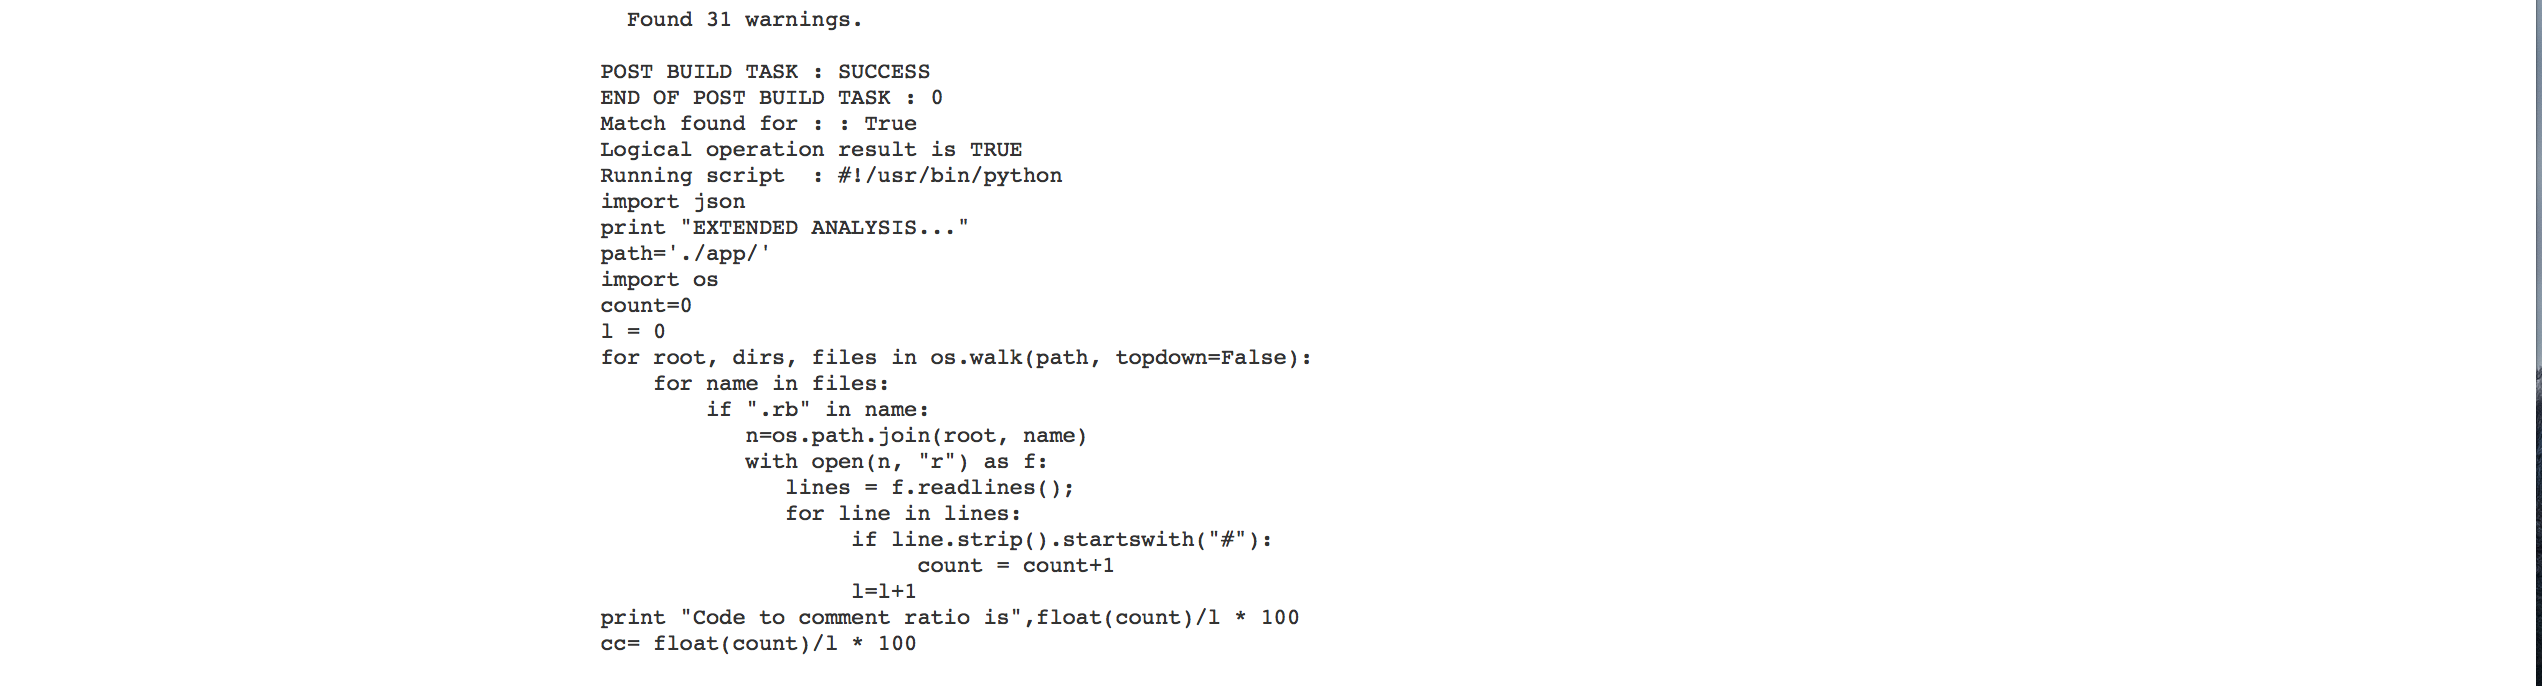 Found 31 warnings.
POST BUILD TASK : SUCCESS
END OF POST BUILD TASK : 0
Match found for : : True
Logical operation result is TRUE
Running script  : #!/usr/bin/python
import json
print "EXTENDED ANALYSIS..."
path='./app/'
import os
count=0
l = 0
for root, dirs, files in os.walk(path, topdown=False):
    for name in files:
        if ".rb" in name:
           n=os.path.join(root, name)
           with open(n, "r") as f:
              lines = f.readlines();
              for line in lines:
                   if line.strip().startswith("#"):
                        count = count+1
                   l=l+1
print "Code to comment ratio is",float(count)/l * 100
cc= float(count)/l * 100